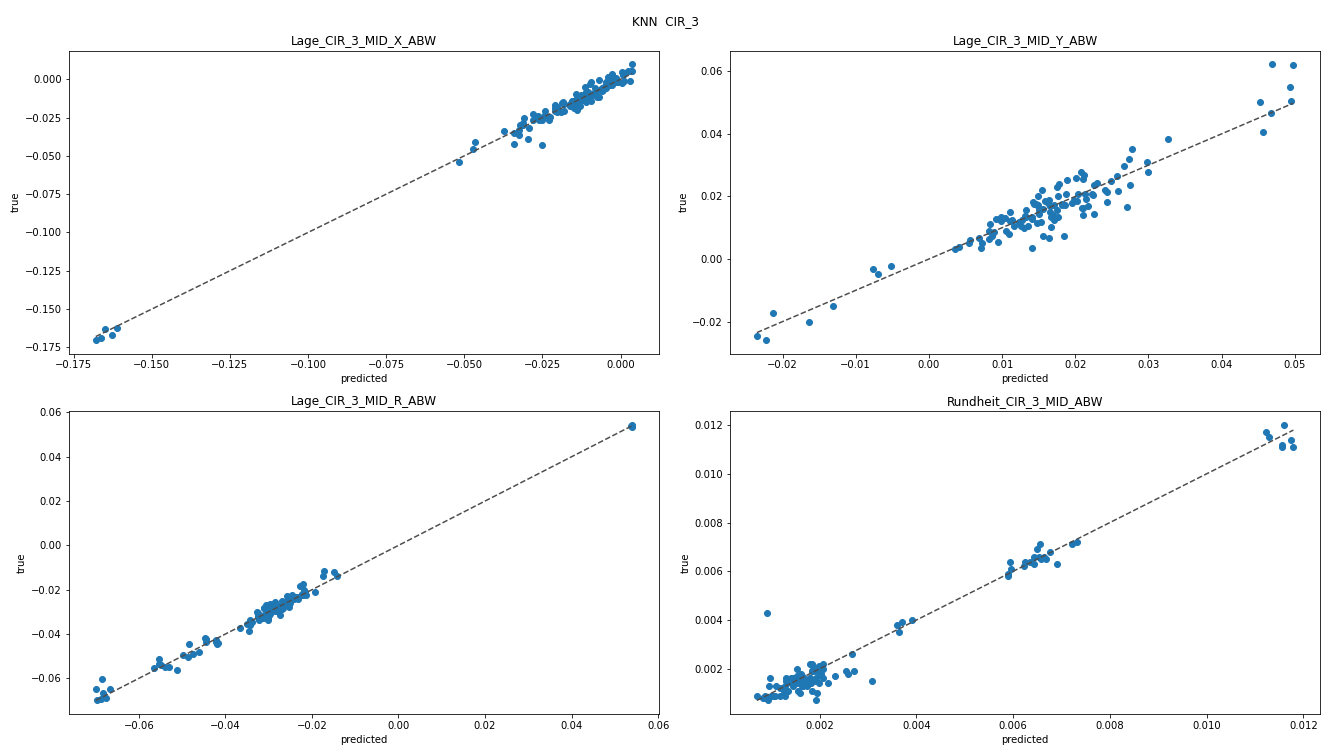 KNN  CIR_3
Lage_CIR_3_MID_X_ABW
true
0.000
−0.025
−0.050
−0.075
−0.100
−0.125
−0.150
−0.175
−0.175 −0.150 −0.125 −0.100 −0.075 −0.050 −0.025 0.000
predicted
Lage_CIR_3_MID_Y_ABW
true
0.06
0.04
0.02
0.00
−0.02
−0.02 −0.01 0.00 0.01 0.02 0.03 0.04 0.05
predicted
Lage_CIR_3_MID_R_ABW
true
0.06
0.04
0.02
0.00
−0.02
−0.04
−0.06
−0.06 −0.04 −0.02 0.00 0.02 0.04 0.06
predicted
Rundheit_CIR_3_MID_ABW
true
0.012
0.010
0.008
0.006
0.004
0.002
0.002 0.004 0.006 0.008 0.010 0.012
predicted